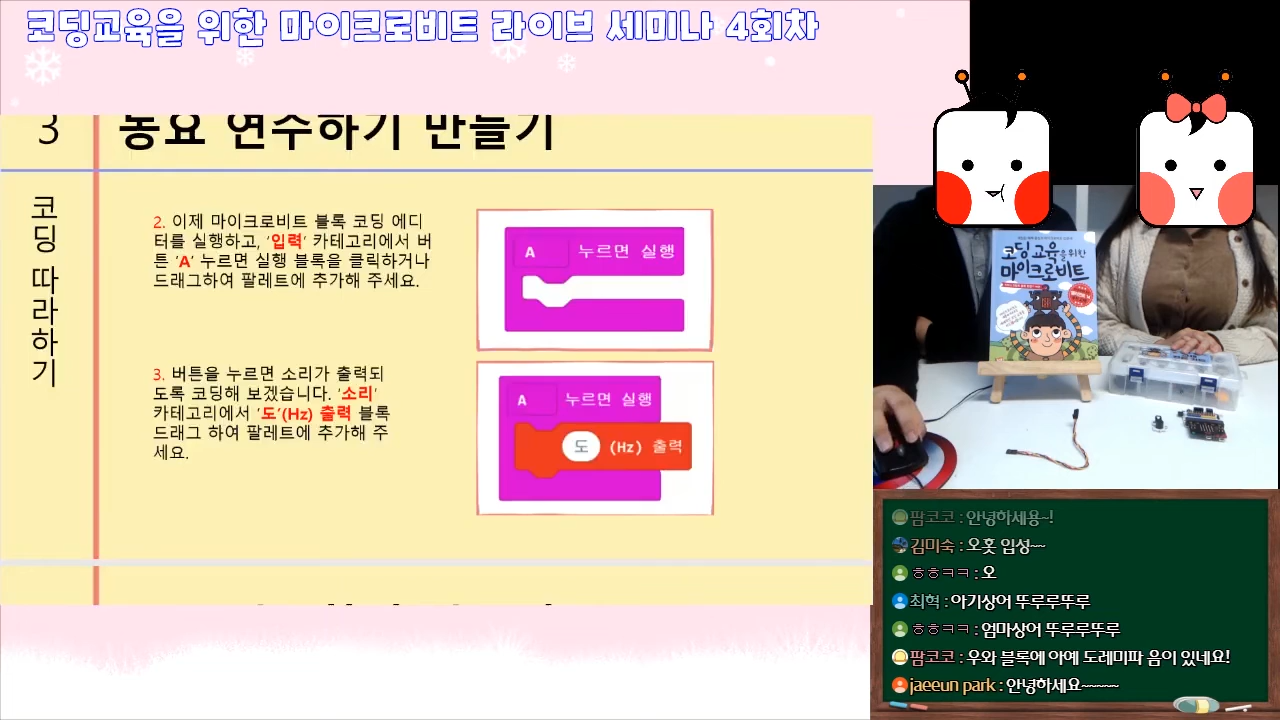 코딩교육을 위한 마이크로비트 라이브 세미나 4회차
3
동요 연주하기 만들기
코딩 따라하기
2. 이제 마이크로비트 블록 코딩 에디
터를 실행하고, '입력' 카테고리에서 버
튼 'A' 누르면 실행 블록을 클릭하거나
드래그하여 팔레트에 추가해 주세요.
A 누르면 실행
3. 버튼을 누르면 소리가 출력되
도록 코딩해 보겠습니다. '소리'
카테고리에서 '도'(Hz) 출력 블록
드래그 하여 팔레트에 추가해 주
세요.
A 누르면 실행
도 (Hz) 출력
코딩교육을 위한
마이크로비트
팜코코 : 안녕하세용~!
김미숙 : 오홋 입성~~
ㅎㅎㅋㅋ : 오
최혁 : 아기상어 뚜루루뚜루
ㅎㅎㅋㅋ : 엄마상어 뚜루루뚜루
팜코코 : 우와 블록에 아예 도레미파 음이 있네요!
jaeeun park : 안녕하세요~~~~~